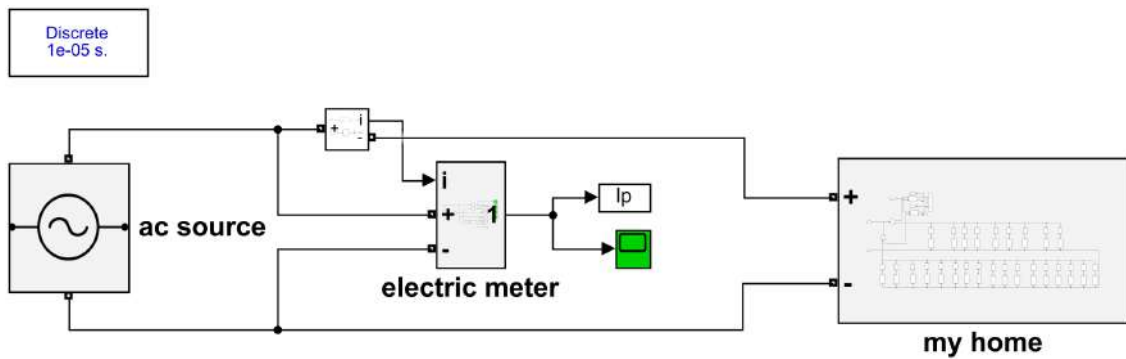 Discrete
1e-05 s.
i
+
-
i
+
-
1
Ip
ac source
electric meter
+
-
my home